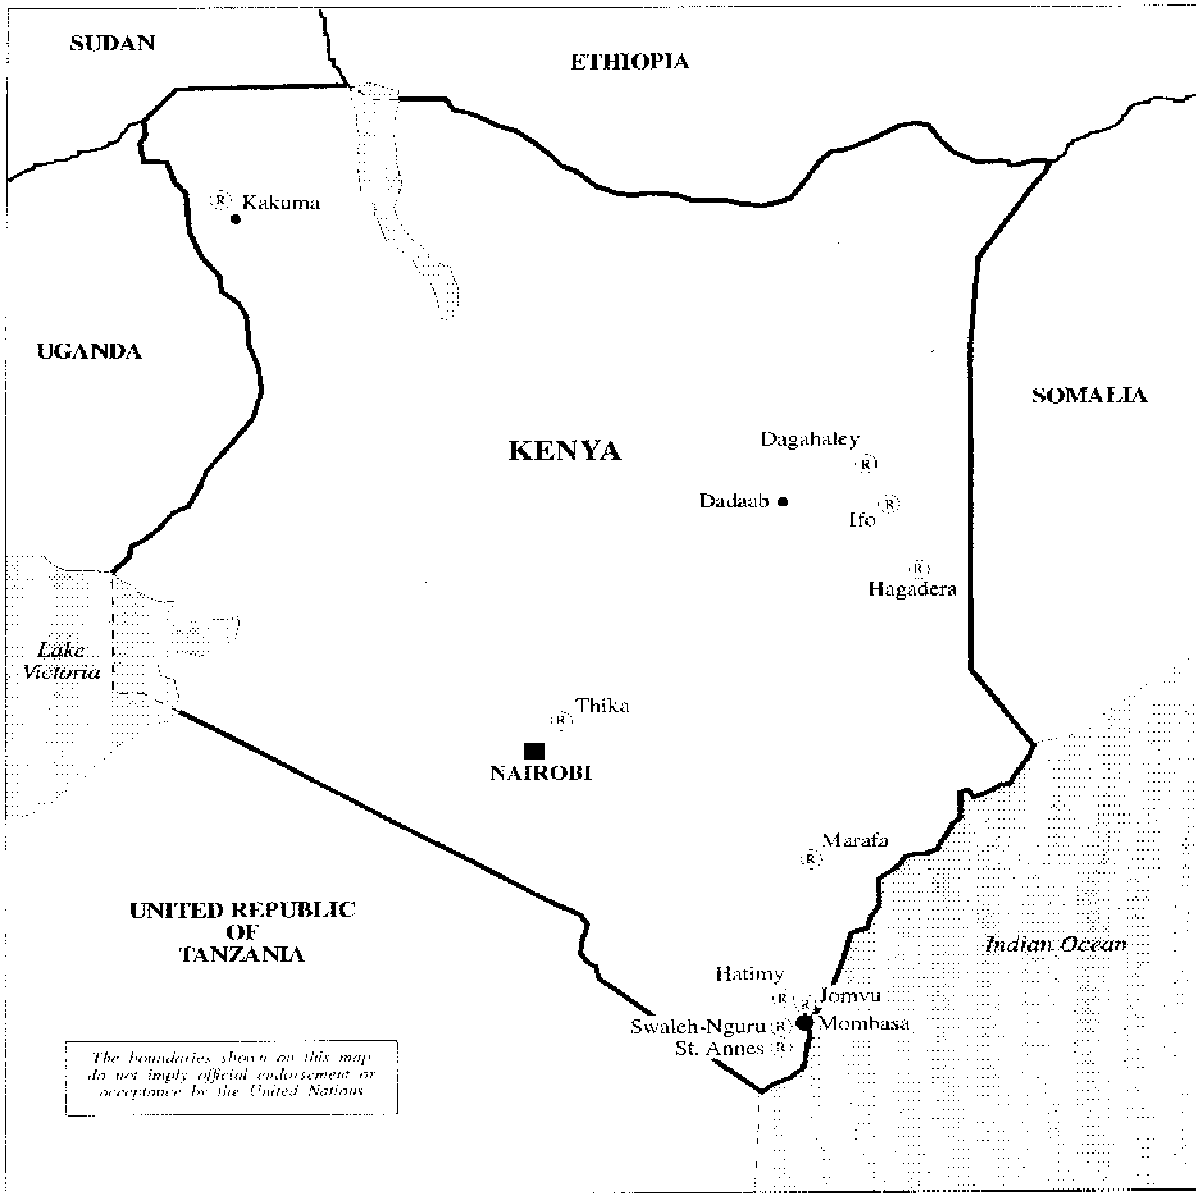 SUDAN
ETHIOPIA
R Kakuma
UGANDA
SOMALIA
KENYA
Dagahaley
R
Dadaab
Ifo R
R
Hagadera
Lake
Victoria
R Thika
NAIROBI
Marafa
R
UNITED REPUBLIC
OF
TANZANIA
Indian Ocean
Hatimy
R R Jomvu
Swaleh-Nguru R Mombasa
St. Annes R
The boundaries shown on this map
do not imply official endorsement or
acceptance by the United Nations